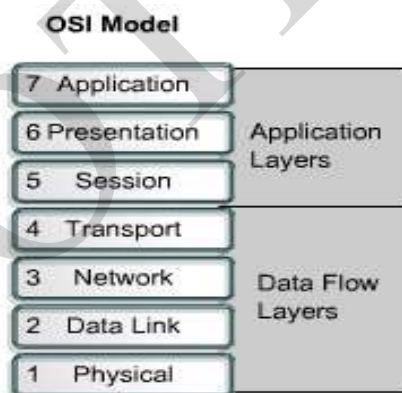 OSI Model
7 Application
6 Presentation
5 Session
4 Transport
3 Network
2 Data Link
1 Physical
Application
Layers
Data Flow
Layers